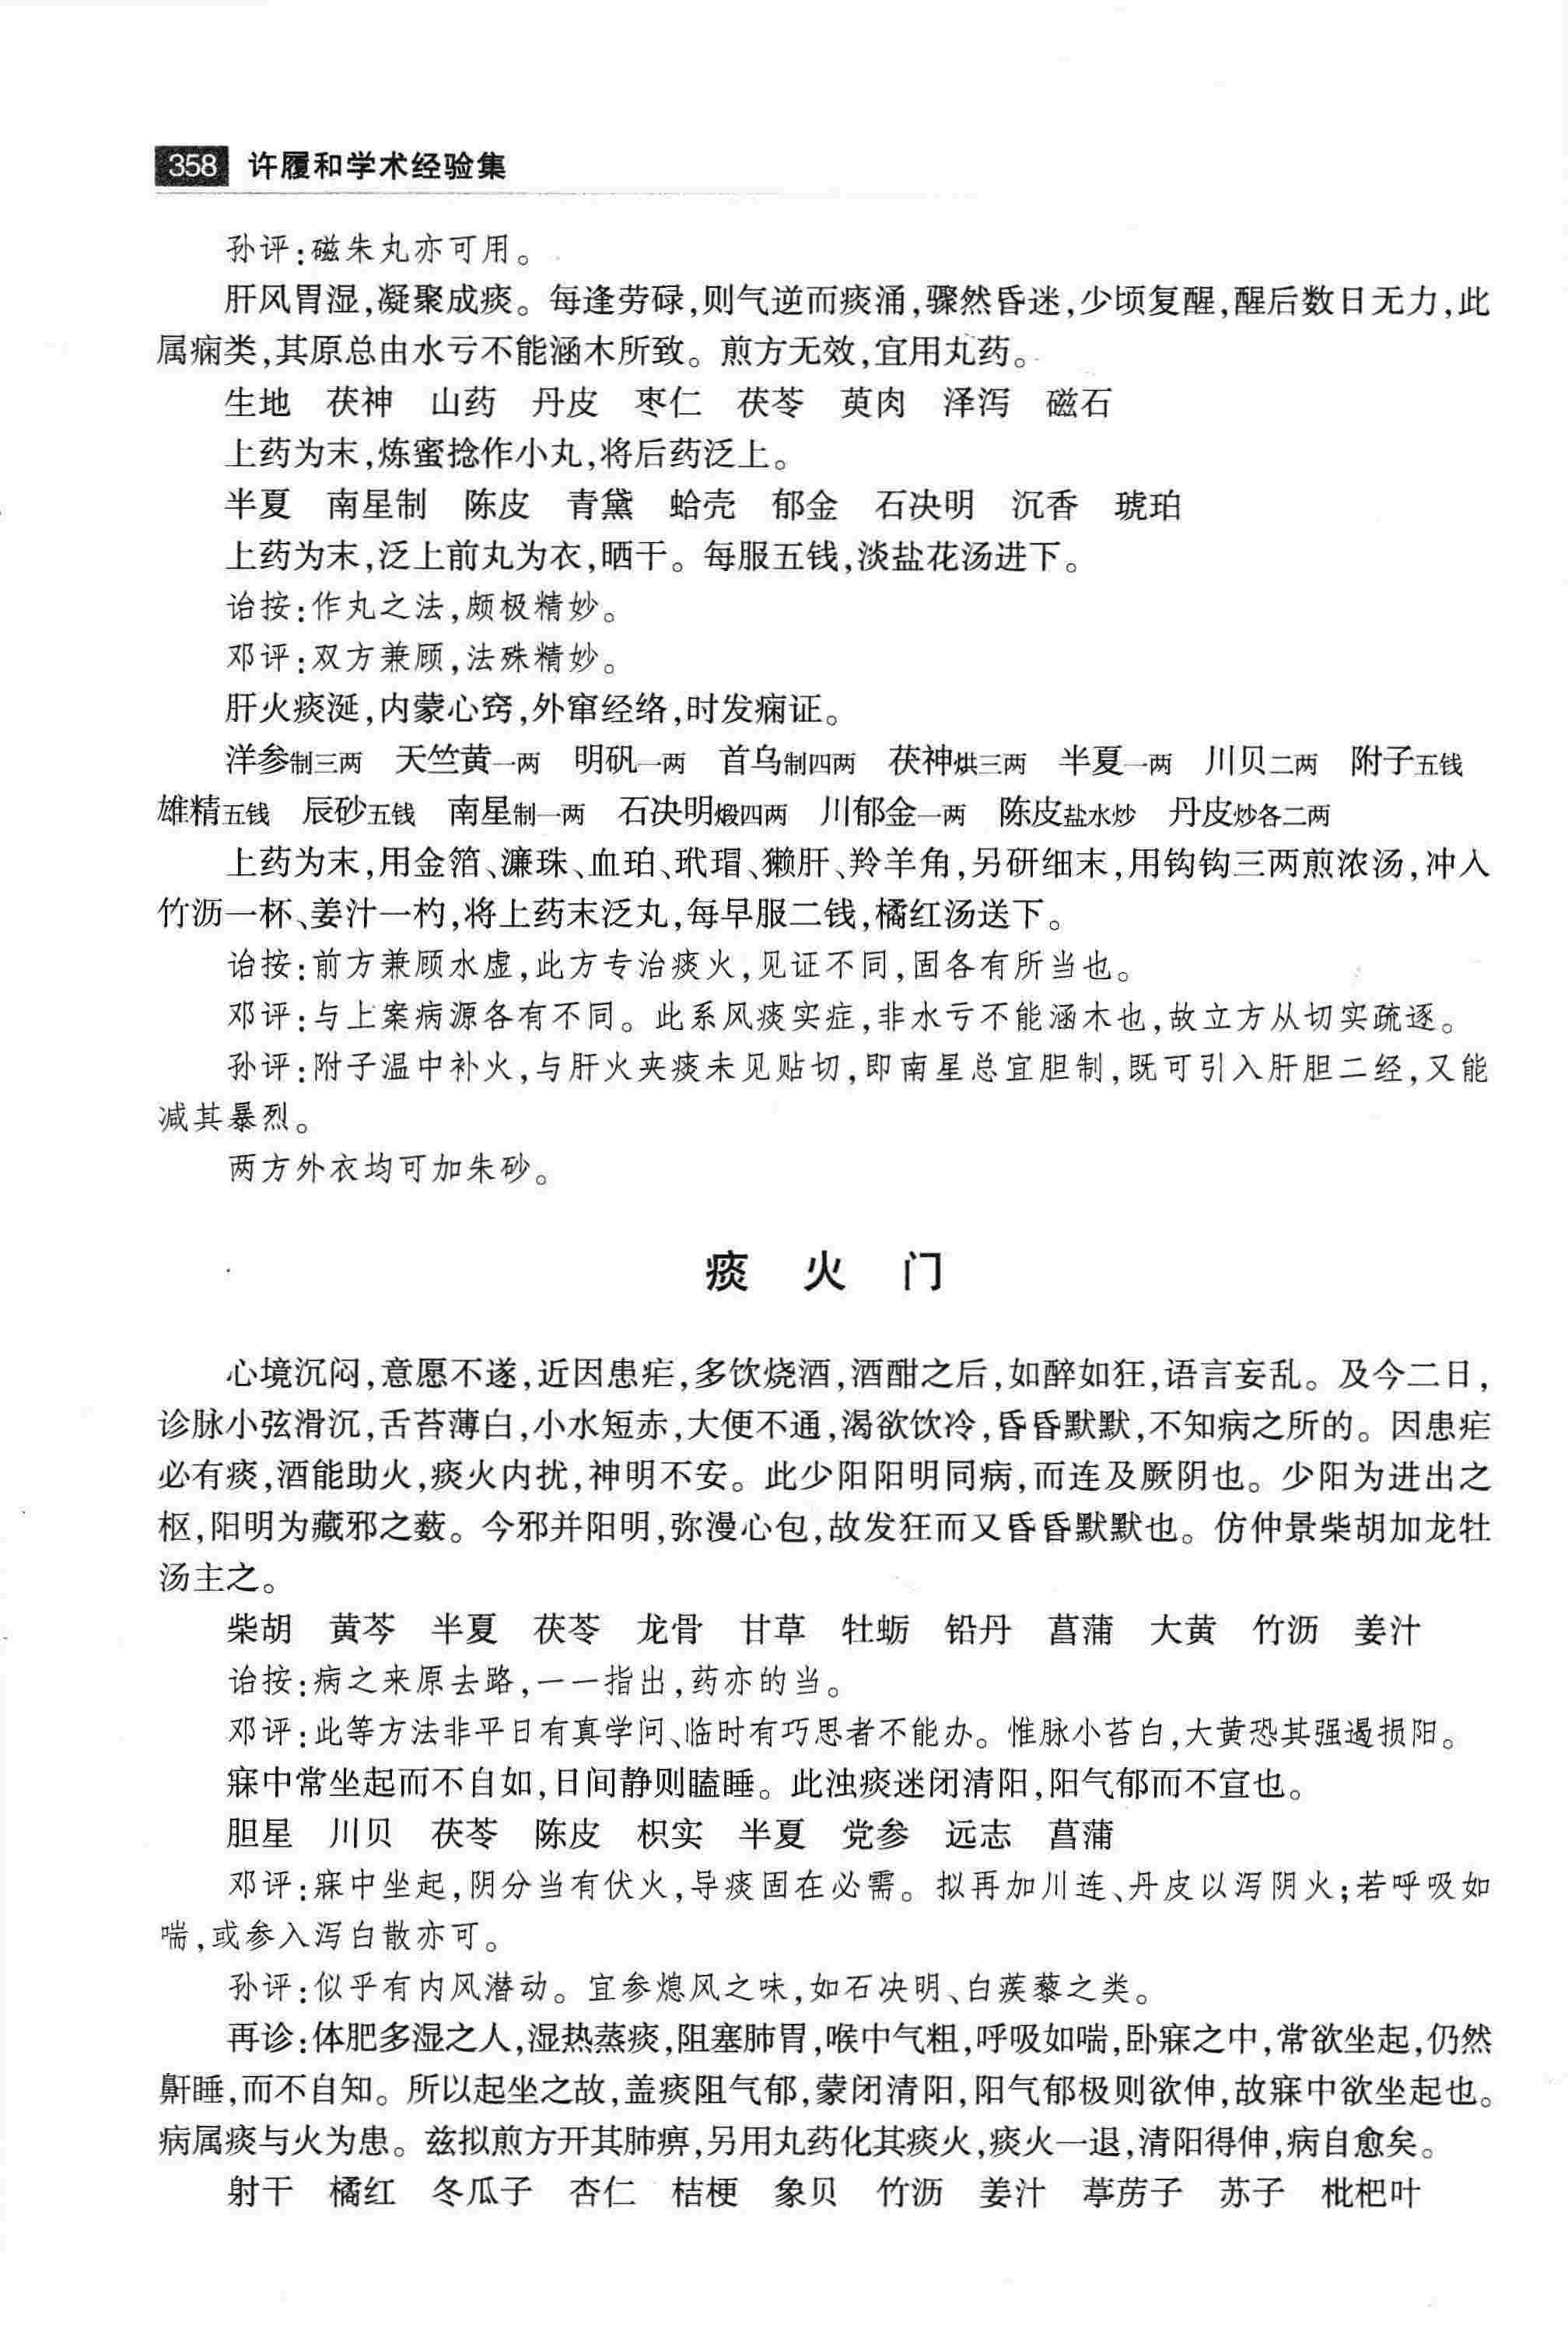 358 许履和学术经验集
孙评:磁朱丸亦可用。
肝风胃湿,凝聚成痰。每逢劳碌,则气逆而痰涌,骤然昏迷,少顷复醒,醒后数日无力,此
属痫类,其原总由水亏不能涵木所致。煎方无效,宜用丸药。
生地 茯神 山药 丹皮 枣仁 茯苓 萸肉 泽泻 磁石
上药为末,炼蜜捻作小丸,将后药泛上。
半夏 南星制 陈皮 青黛 蛤壳 郁金 石决明 沉香 琥珀
上药为末,泛上前丸为衣,晒干。每服五钱,淡盐花汤进下。
诒按:作丸之法,颇极精妙。
邓评:双方兼顾,法殊精妙。
肝火痰涎,内蒙心窍,外窜经络,时发痫证。
洋参制三两 天竺黄一两 明矾一两 首乌制四两 茯神烘三两 半夏一两 川贝二两 附子五钱
雄精五钱 辰砂五钱 南星制一两 石决明煅四两 川郁金一两 陈皮盐水炒 丹皮炒各二两
上药为末,用金箔、濂珠、血珀、玳瑁、獭肝、羚羊角,另研细末,用钩钩三两煎浓汤,冲入
竹沥一杯、姜汁一杓,将上药末泛丸,每早服二钱,橘红汤送下。
诒按:前方兼顾水虚,此方专治痰火,见证不同,固各有所当也。
邓评:与上案病源各有不同。此系风痰实症,非水亏不能涵木也,故立方从切实疏逐。
孙评:附子温中补火,与肝火夹痰未见贴切,即南星总宜胆制,既可引入肝胆二经,又能
减其暴烈。
两方外衣均可加朱砂。
痰 火 门
心境沉闷,意愿不遂,近因患疟,多饮烧酒,酒酣之后,如醉如狂,语言妄乱。及今二日,
诊脉小弦滑沉,舌苔薄白,小水短赤,大便不通,渴欲饮冷,昏昏默默,不知病之所的。因患疟
必有痰,酒能助火,痰火内扰,神明不安。此少阳阳明同病,而连及厥阴也。少阳为进出之
枢,阳明为藏邪之薮。今邪并阳明,弥漫心包,故发狂而又昏昏默默也。仿仲景柴胡加龙牡
汤主之。
柴胡 黄芩 半夏 茯苓 龙骨 甘草 牡蛎 铅丹 菖蒲 大黄 竹沥 姜汁
诒按:病之来原去路,一一指出,药亦的当。
邓评:此等方法非平日有真学问、临时有巧思者不能办。惟脉小苔白,大黄恐其强遏损阳。
寐中常坐起而不自如,日间静则瞌睡。此浊痰迷闭清阳,阳气郁而不宣也。
胆星 川贝 茯苓 陈皮 枳实 半夏 党参 远志 菖蒲
邓评:寐中坐起,阴分当有伏火,导痰固在必需。拟再加川连、丹皮以泻阴火;若呼吸如
喘,或参入泻白散亦可。
孙评:似乎有内风潜动。宜参熄风之味,如石决明、白蒺藜之类。
再诊:体肥多湿之人,湿热蒸痰,阻塞肺胃,喉中气粗,呼吸如喘,卧寐之中,常欲坐起,仍然
鼾睡,而不自知。所以起坐之故,盖痰阻气郁,蒙闭清阳,阳气郁极则欲伸,故寐中欲坐起也。
病属痰与火为患。兹拟煎方开其肺痹,另用丸药化其痰火,痰火一退,清阳得伸,病自愈矣。
射干 橘红 冬瓜子 杏仁 桔梗 象贝 竹沥 姜汁 葶苈子 苏子 枇杷叶